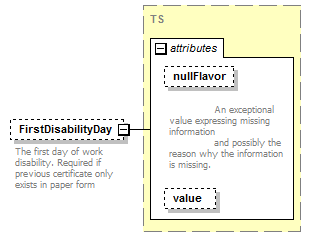 TS
attributes
nullFlavor
An exceptional
value expressing missing
information
and possibly the
reason why the information
is missing.
FirstDisabilityDay
The first day of work
disability. Required if
previous certificate only
exists in paper form
value